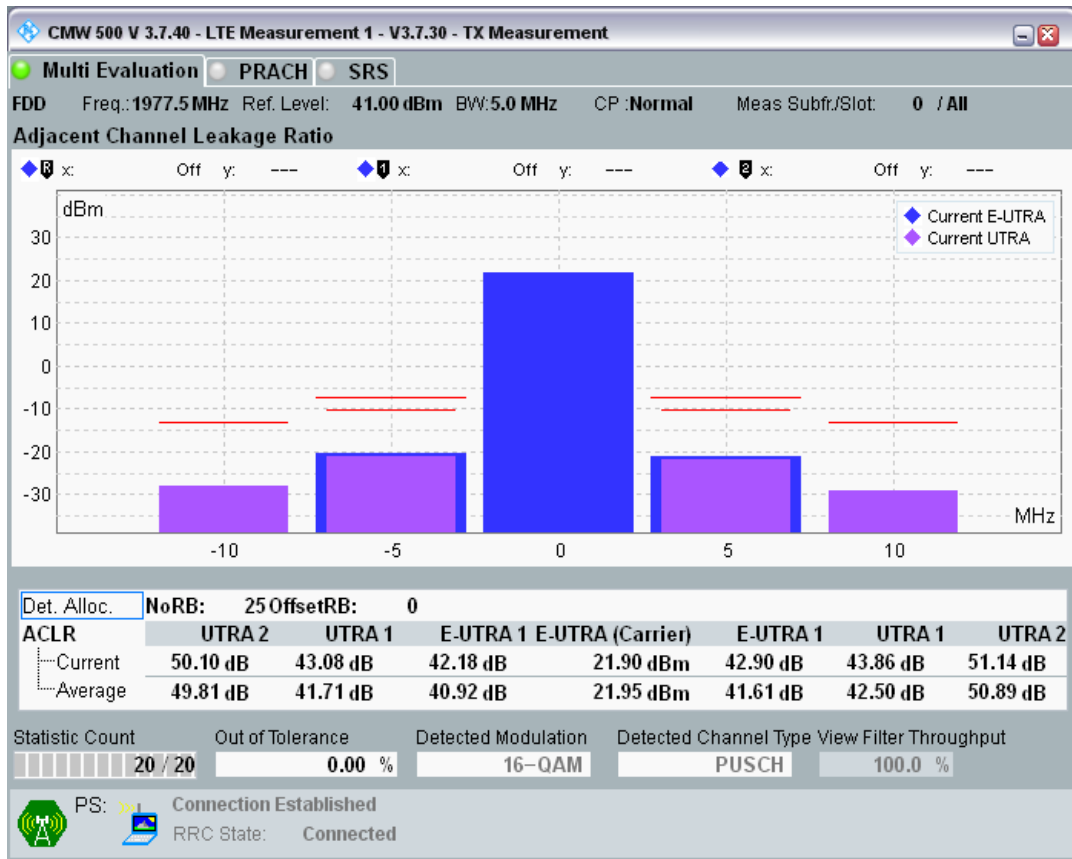 CMW 500 V 3.7.40 - LTE Measurement 1 - V3.7.30 - TX Measurement
Multi Evaluation PRACH SRS
FDD Freq.: 1977.5 MHz Ref. Level: 41.00 dBm BW: 5.0 MHz CP : Normal Meas Subfr./Slot: 0 / All
Adjacent Channel Leakage Ratio
R x: Off y: --- 1 x: Off y: --- 2 x: Off y: ---
dBm
Current E-UTRA
Current UTRA
30
20
10
0
-10
-20
-30
MHz
-10 -5 0 5 10
Det. Alloc. NoRB: 25 OffsetRB: 0
ACLR UTRA 2 UTRA 1 E-UTRA 1 E-UTRA (Carrier) E-UTRA 1 UTRA 1 UTRA 2
Current 50.10 dB 43.08 dB 42.18 dB 21.90 dBm 42.90 dB 43.86 dB 51.14 dB
Average 49.81 dB 41.71 dB 40.92 dB 21.95 dBm 41.61 dB 42.50 dB 50.89 dB
Statistic Count Out of Tolerance Detected Modulation Detected Channel Type View Filter Throughput
20 / 20 0.00 % 16-QAM PUSCH 100.0 %
PS: Connection Established
RRC State: Connected